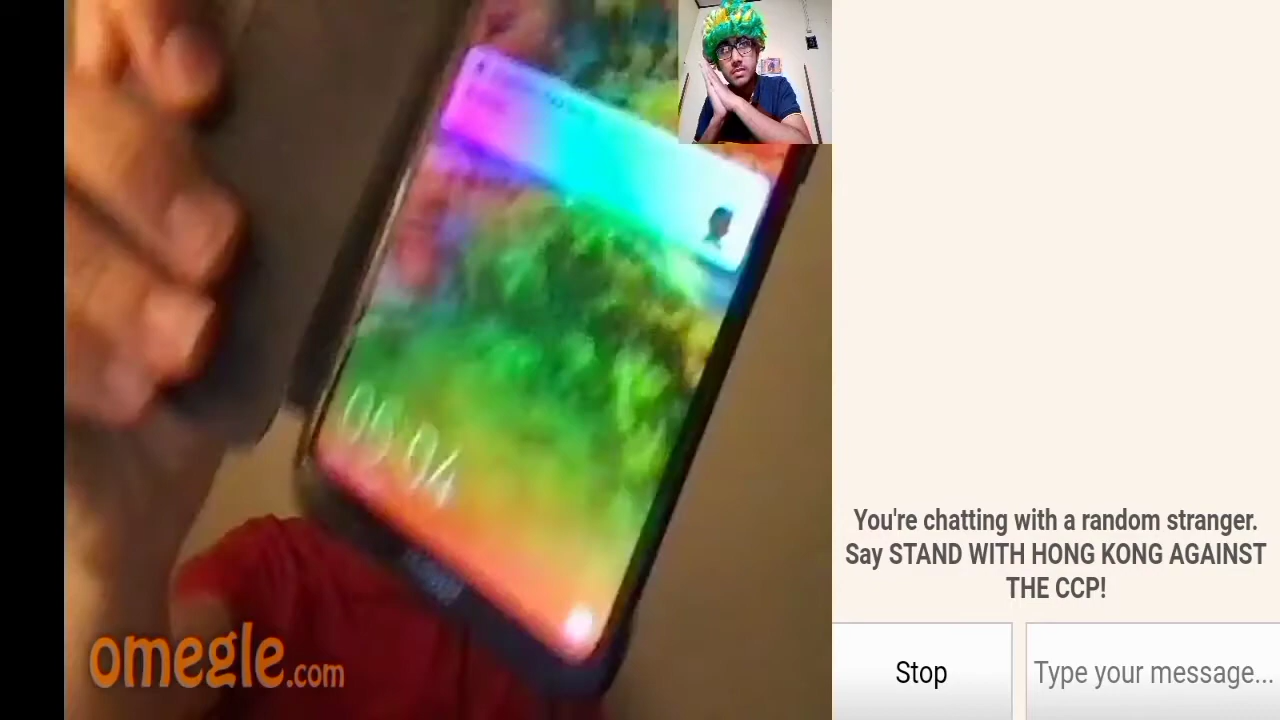 omegle.com
You're chatting with a random stranger.
Say STAND WITH HONG KONG AGAINST
THE CCP!
Stop
Type your message...